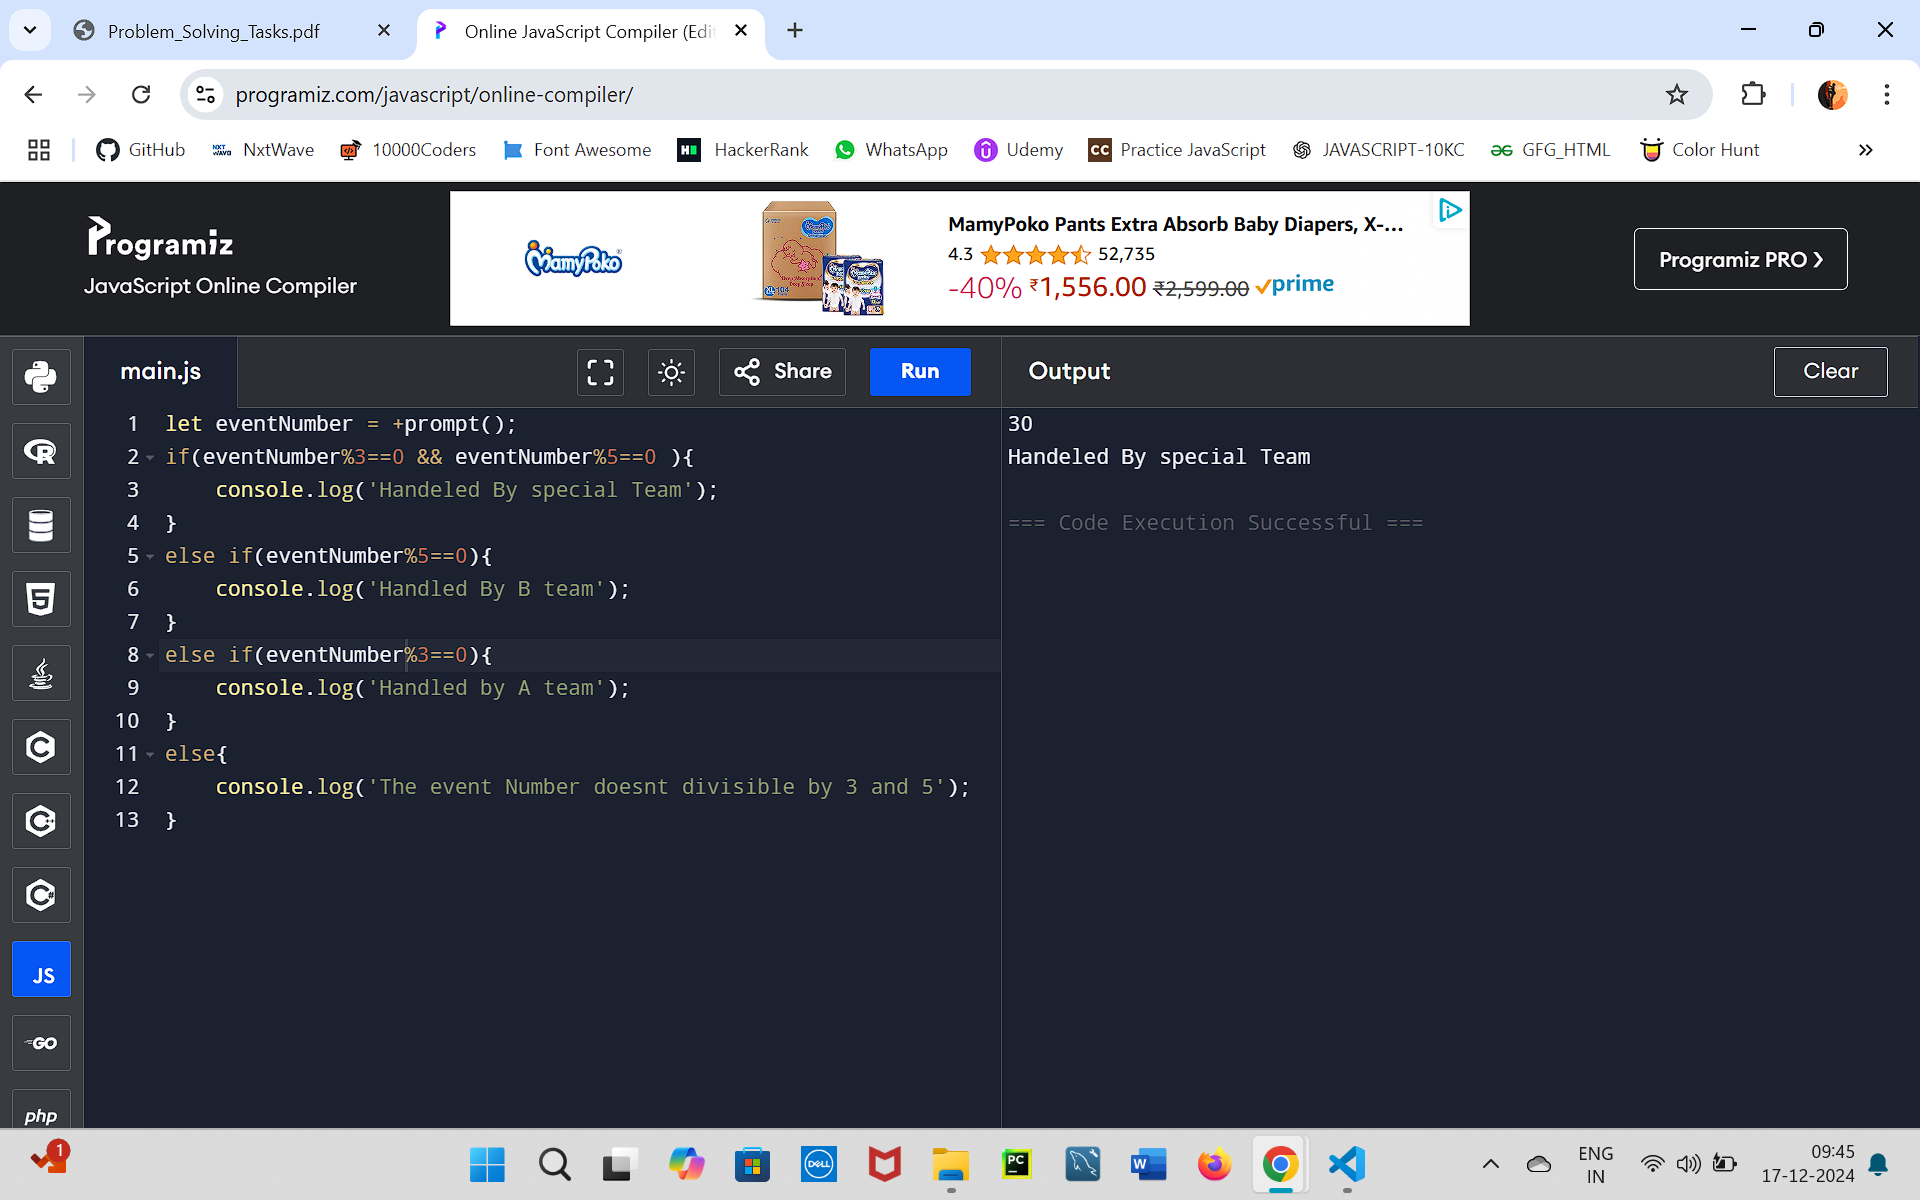 Problem_Solving_Tasks.pdf
Online JavaScript Compiler (Edi
programiz.com/javascript/online-compiler/
GitHub
NXT WAVE NxtWave
10000Coders
Font Awesome
H HackerRank
WhatsApp
Udemy
CC Practice JavaScript
JAVASCRIPT-10KC
GFG_HTML
Color Hunt
Programiz
JavaScript Online Compiler
MamyPoko
MamyPoko Pants Extra Absorb Baby Diapers, X-...
4.3 52,735
-40% ₹1,556.00 ₹2,599.00 prime
Programiz PRO
main.js
Share
Run
Output
Clear
1 let eventNumber = +prompt();
2 if(eventNumber%3==0 && eventNumber%5==0 ){
3 console.log('Handeled By special Team');
4 }
5 else if(eventNumber%5==0){
6 console.log('Handled By B team');
7 }
8 else if(eventNumber%3==0){
9 console.log('Handled by A team');
10 }
11 else{
12 console.log('The event Number doesnt divisible by 3 and 5');
13 }
30
Handeled By special Team
=== Code Execution Successful ===
JS
GO
php
1
DELL
PC
W
ENG
IN
09:45
17-12-2024